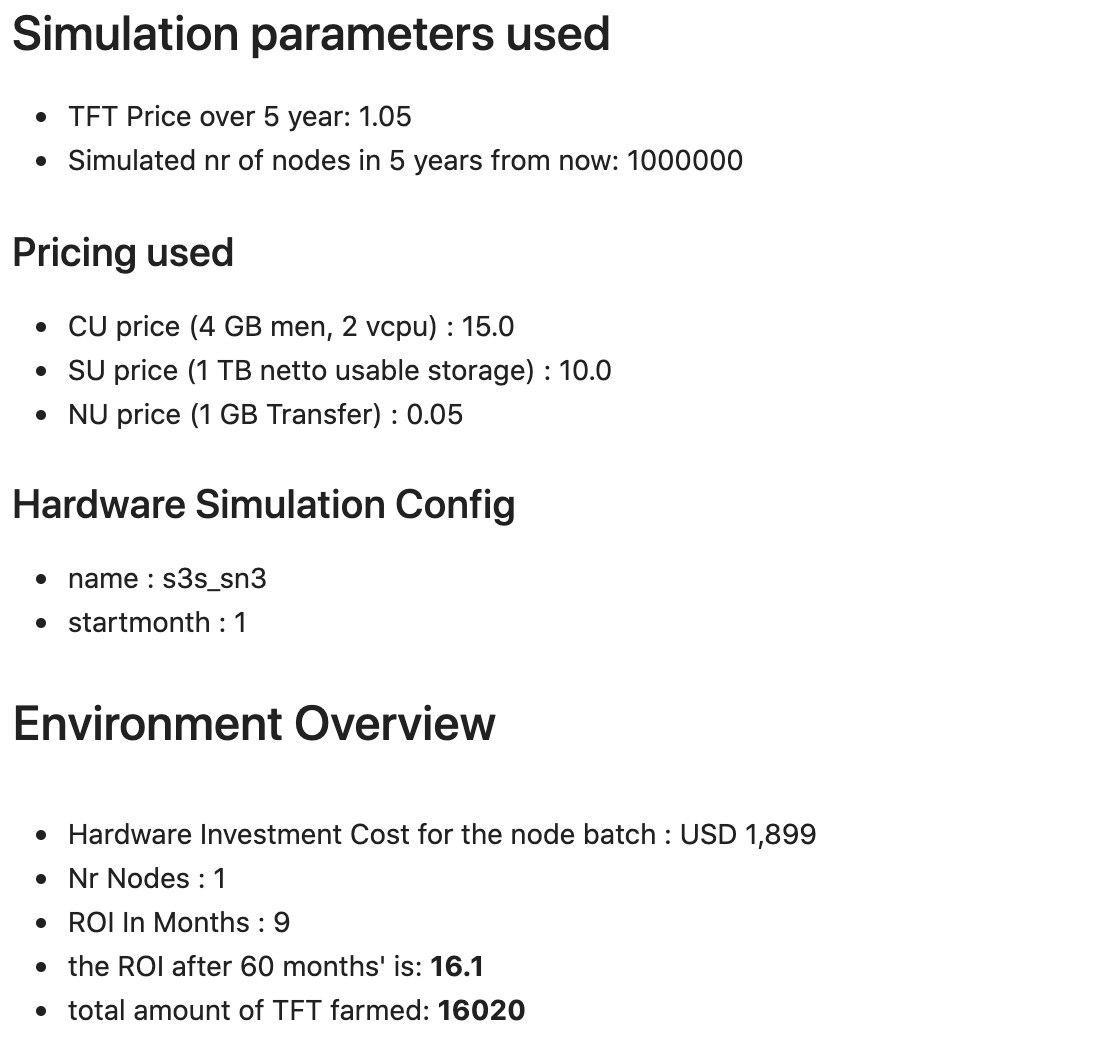 Simulation parameters used
• TFT Price over 5 year: 1.05
• Simulated nr of nodes in 5 years from now: 1000000
Pricing used
• CU price (4 GB men, 2 vcpu) : 15.0
• SU price (1 TB netto usable storage) : 10.0
• NU price (1 GB Transfer) : 0.05
Hardware Simulation Config
• name : s3s_sn3
• startmonth : 1
Environment Overview
• Hardware Investment Cost for the node batch : USD 1,899
• Nr Nodes : 1
• ROI In Months : 9
• the ROI after 60 months' is: 16.1
• total amount of TFT farmed: 16020